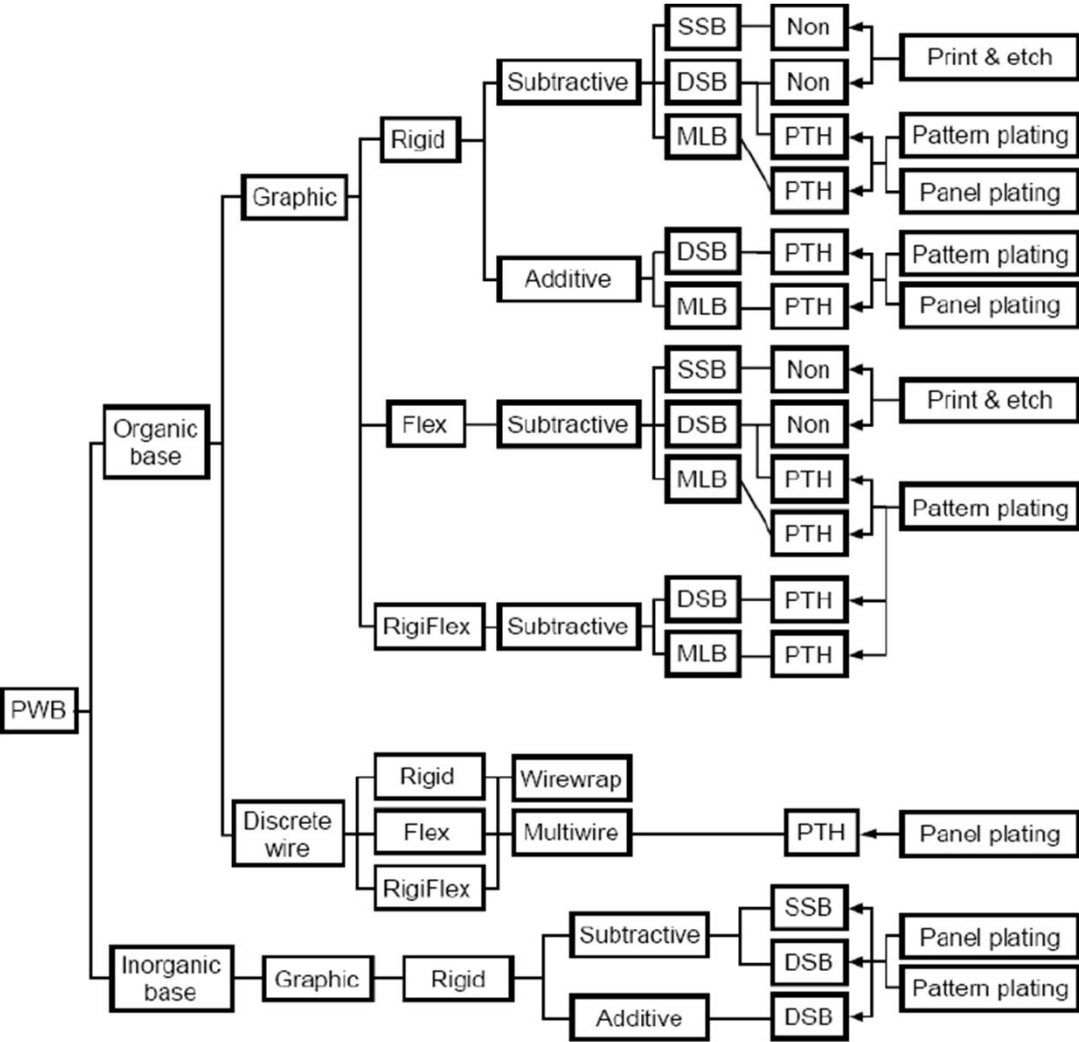 SSB
Non
Print & etch
Subtractive
DSB
Non
Rigid
MLB
PTH
Pattern plating
PTH
Panel plating
Graphic
DSB
PTH
Pattern plating
Additive
MLB
PTH
Panel plating
SSB
Non
Print & etch
Organic
base
Flex
Subtractive
DSB
Non
MLB
PTH
Pattern plating
PTH
DSB
PTH
RigiFlex
Subtractive
MLB
PTH
PWB
Rigid
Wirewrap
Discrete
wire
Flex
Multiwire
PTH
Panel plating
RigiFlex
SSB
Subtractive
Panel plating
Inorganic
base
Graphic
Rigid
DSB
Pattern plating
Additive
DSB